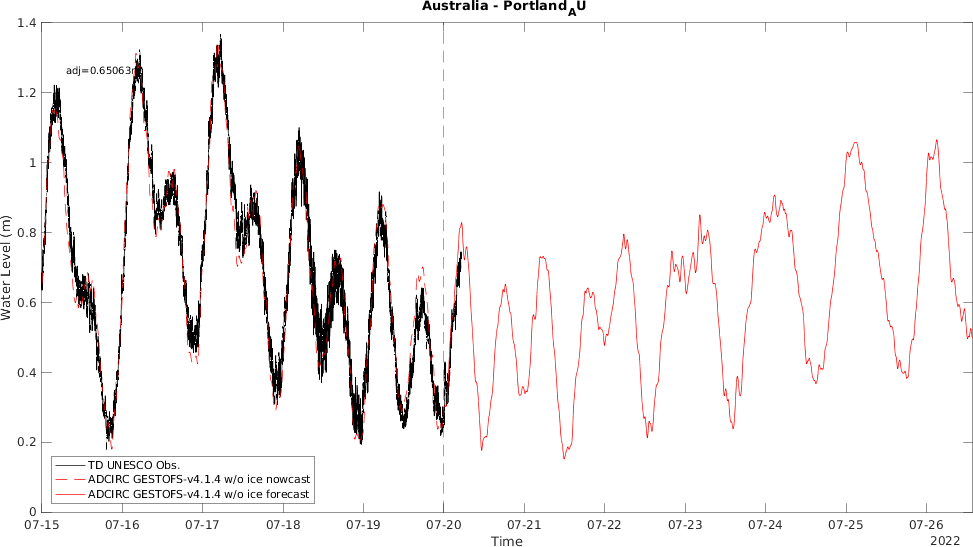 Australia - PortlandAU
adj=0.65063m
Water Level (m)
1.4
1.2
1
0.8
0.6
0.4
0.2
0
TD UNESCO Obs.
ADCIRC GESTOFS-v4.1.4 w/o ice nowcast
ADCIRC GESTOFS-v4.1.4 w/o ice forecast
07-15 07-16 07-17 07-18 07-19 07-20 07-21 07-22 07-23 07-24 07-25 07-26
Time
2022